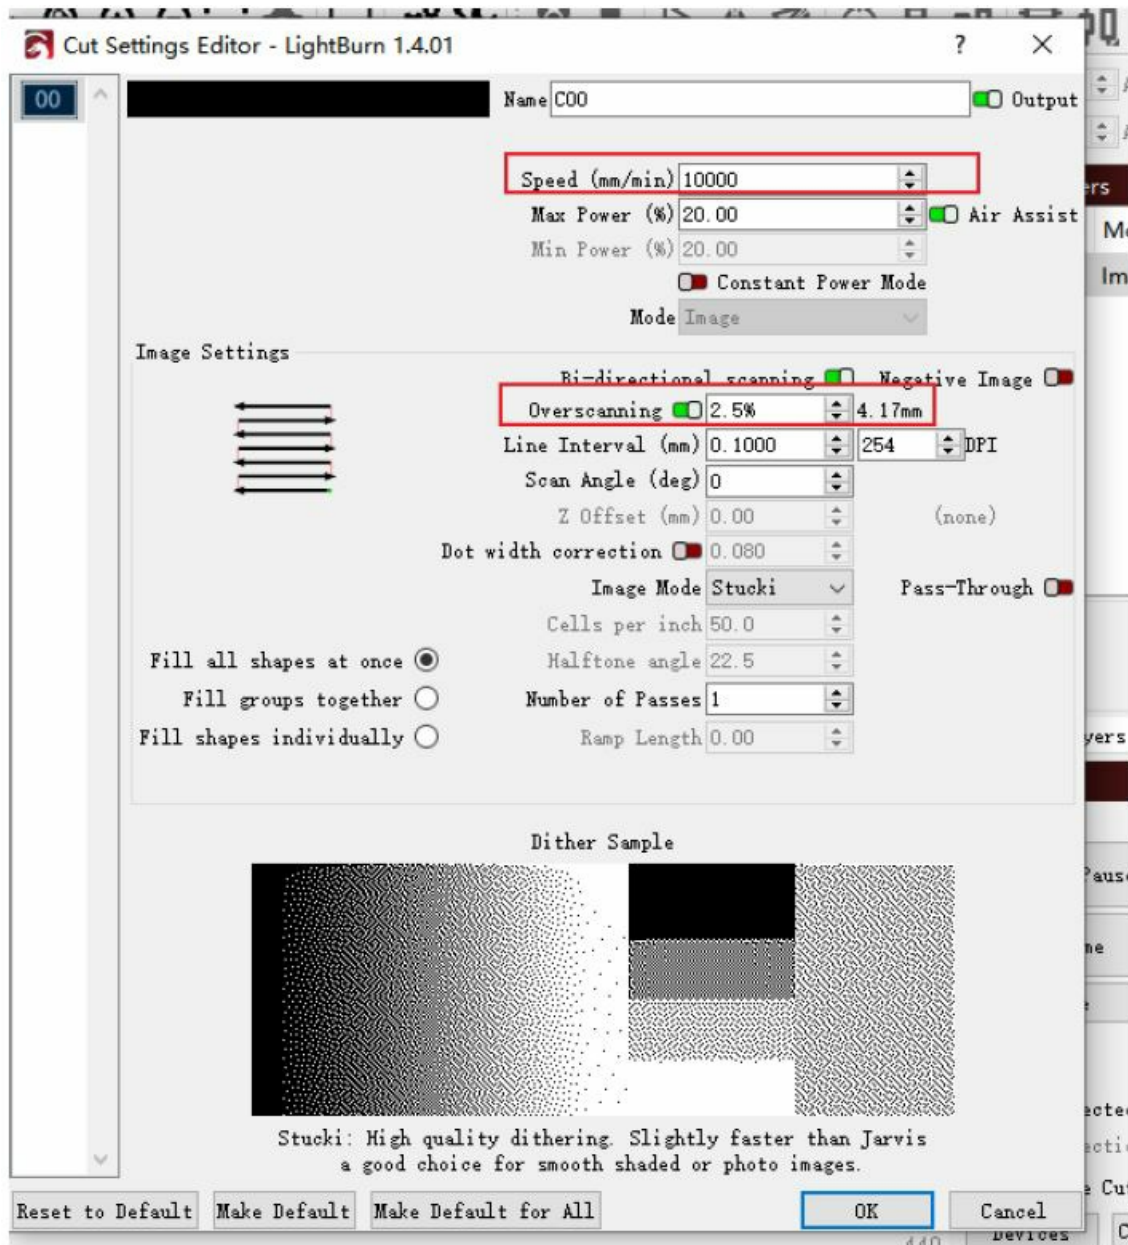 Cut Settings Editor - LightBurn 1.4.01 ?
00
Name C00 Output
Speed (mm/min) 10000
Max Power (%) 20.00 Air Assist
Min Power (%) 20.00
Constant Power Mode
Mode Image
Image Settings
Bi-directional scanning Negative Image
Overscanning 2.5% 4.17mm
Line Interval (mm) 0.1000 254 DPI
Scan Angle (deg) 0
Z Offset (mm) 0.00 (none)
Dot width correction 0.080
Image Mode Stucki Pass-Through
Cells per inch 50.0
Fill all shapes at once Halftone angle 22.5
Fill groups together Number of Passes 1
Fill shapes individually Ramp Length 0.00
Dither Sample
Stucki: High quality dithering. Slightly faster than Jarvis
a good choice for smooth shaded or photo images.
Reset to Default Make Default Make Default for All OK Cancel
Devices